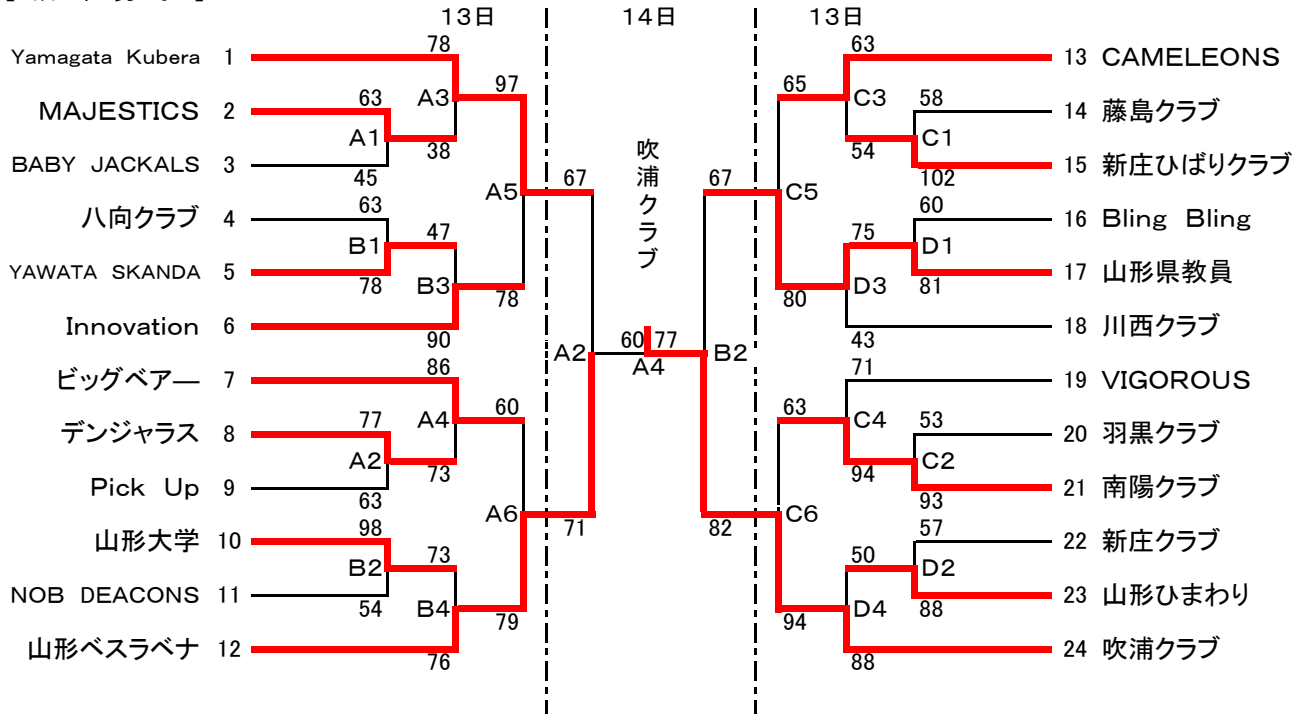 13日 14日 13日
Yamagata Kubera 1
MAJESTICS 2
BABY JACKALS 3
八向クラブ 4
YAWATA SKANDA 5
Innovation 6
ビッグベアー 7
デンジャラス 8
Pick Up 9
山形大学 10
NOB DEACONS 11
山形ベスラベナ 12
78
A3
38
63
A1
45
97
A5
78
63
B1
78
47
B3
90
67
A2
71
86
A4
73
77
A2
63
60
A6
79
98
B2
54
73
B4
76
吹浦クラブ
60 77
A4
67
B2
82
65
C5
80
63
C3
54
58
C1
102
75
D3
43
60
D1
81
63
C6
94
71
C4
94
53
C2
93
50
D4
88
57
D2
88
13 CAMELEONS
14 藤島クラブ
15 新庄ひばりクラブ
16 Bling Bling
17 山形県教員
18 川西クラブ
19 VIGOROUS
20 羽黒クラブ
21 南陽クラブ
22 新庄クラブ
23 山形ひまわり
24 吹浦クラブ